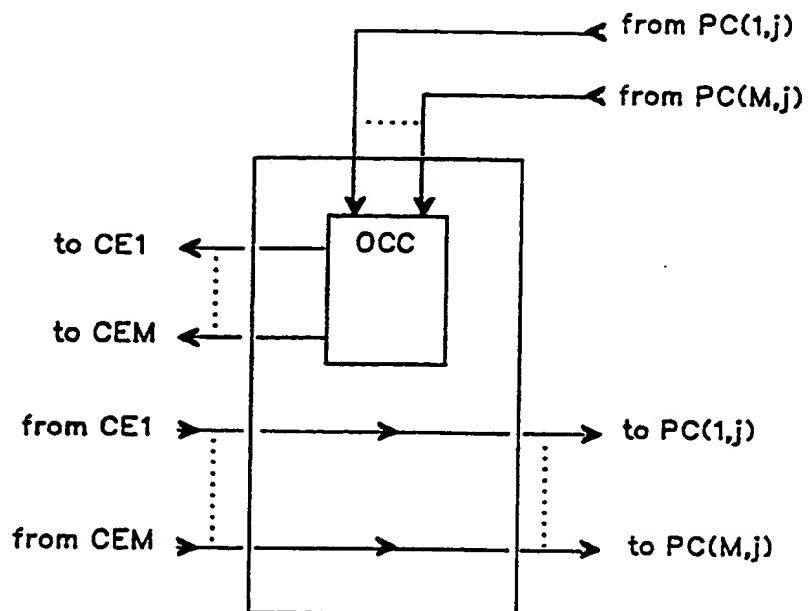 from PC(1,j)
from PC(M,j)
OCC
to CE1
to CEM
from CE1
to PC(1,j)
from CEM
to PC(M,j)